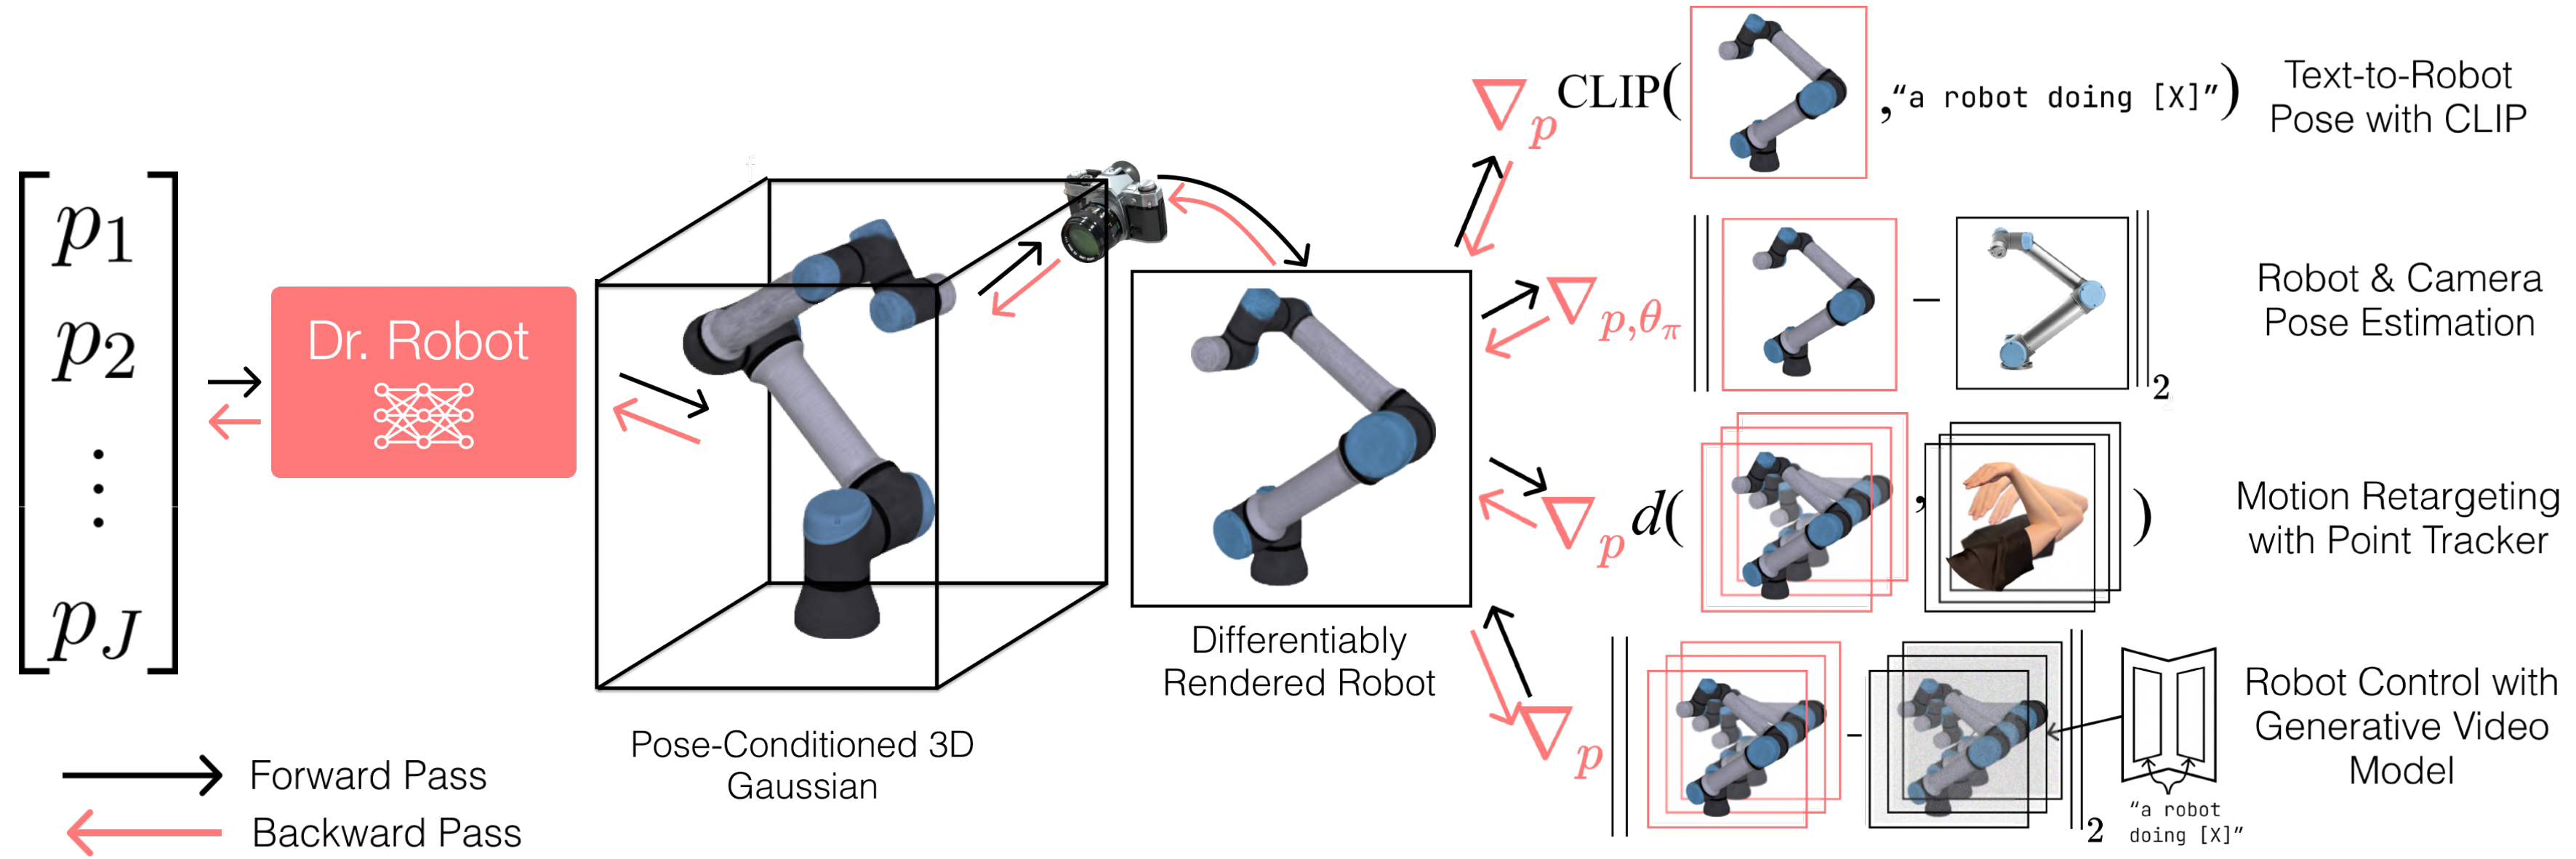 p1
p2
⋮
pJ
Dr. Robot
Forward Pass
Backward Pass
Pose-Conditioned 3D
Gaussian
Differentiably
Rendered Robot
∇p CLIP( , "a robot doing [X]")
Text-to-Robot
Pose with CLIP
∇p,θπ || − ||2
Robot & Camera
Pose Estimation
∇p d( , )
Motion Retargeting
with Point Tracker
∇p || - ||2
"a robot
doing [X]"
Robot Control with
Generative Video
Model